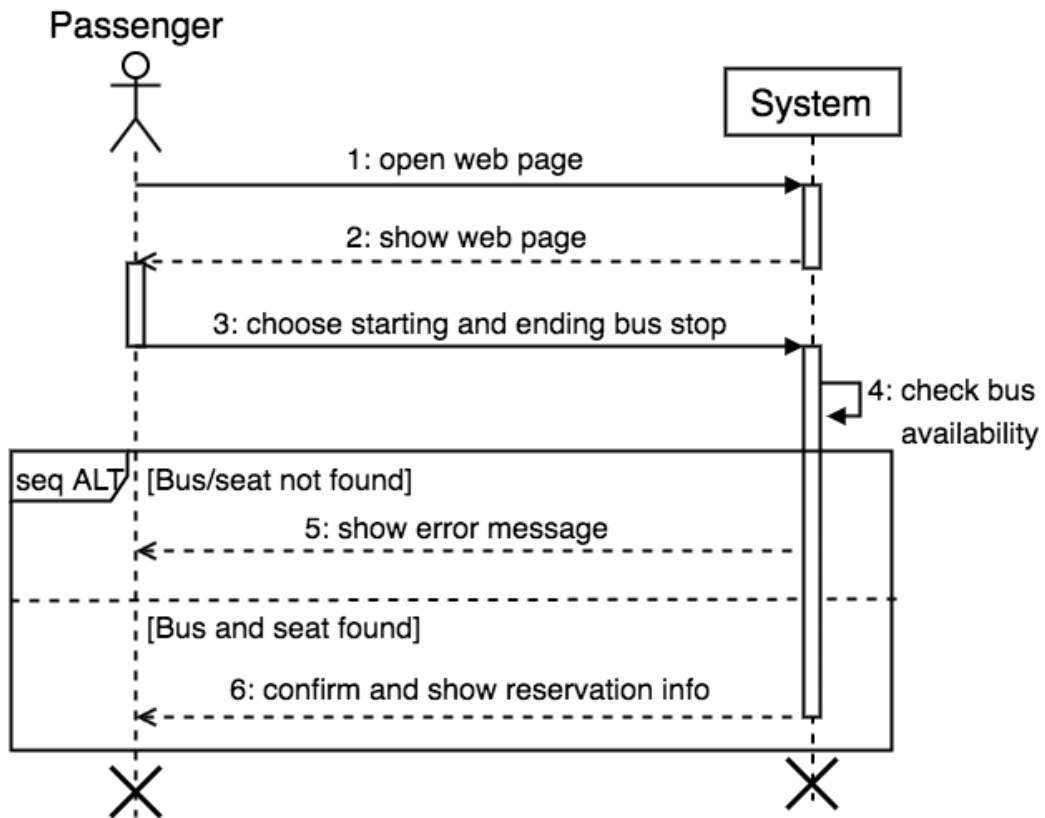 Passenger
System
1: open web page
2: show web page
3: choose starting and ending bus stop
4: check bus
availability
seq ALT
[Bus/seat not found]
5: show error message
[Bus and seat found]
6: confirm and show reservation info